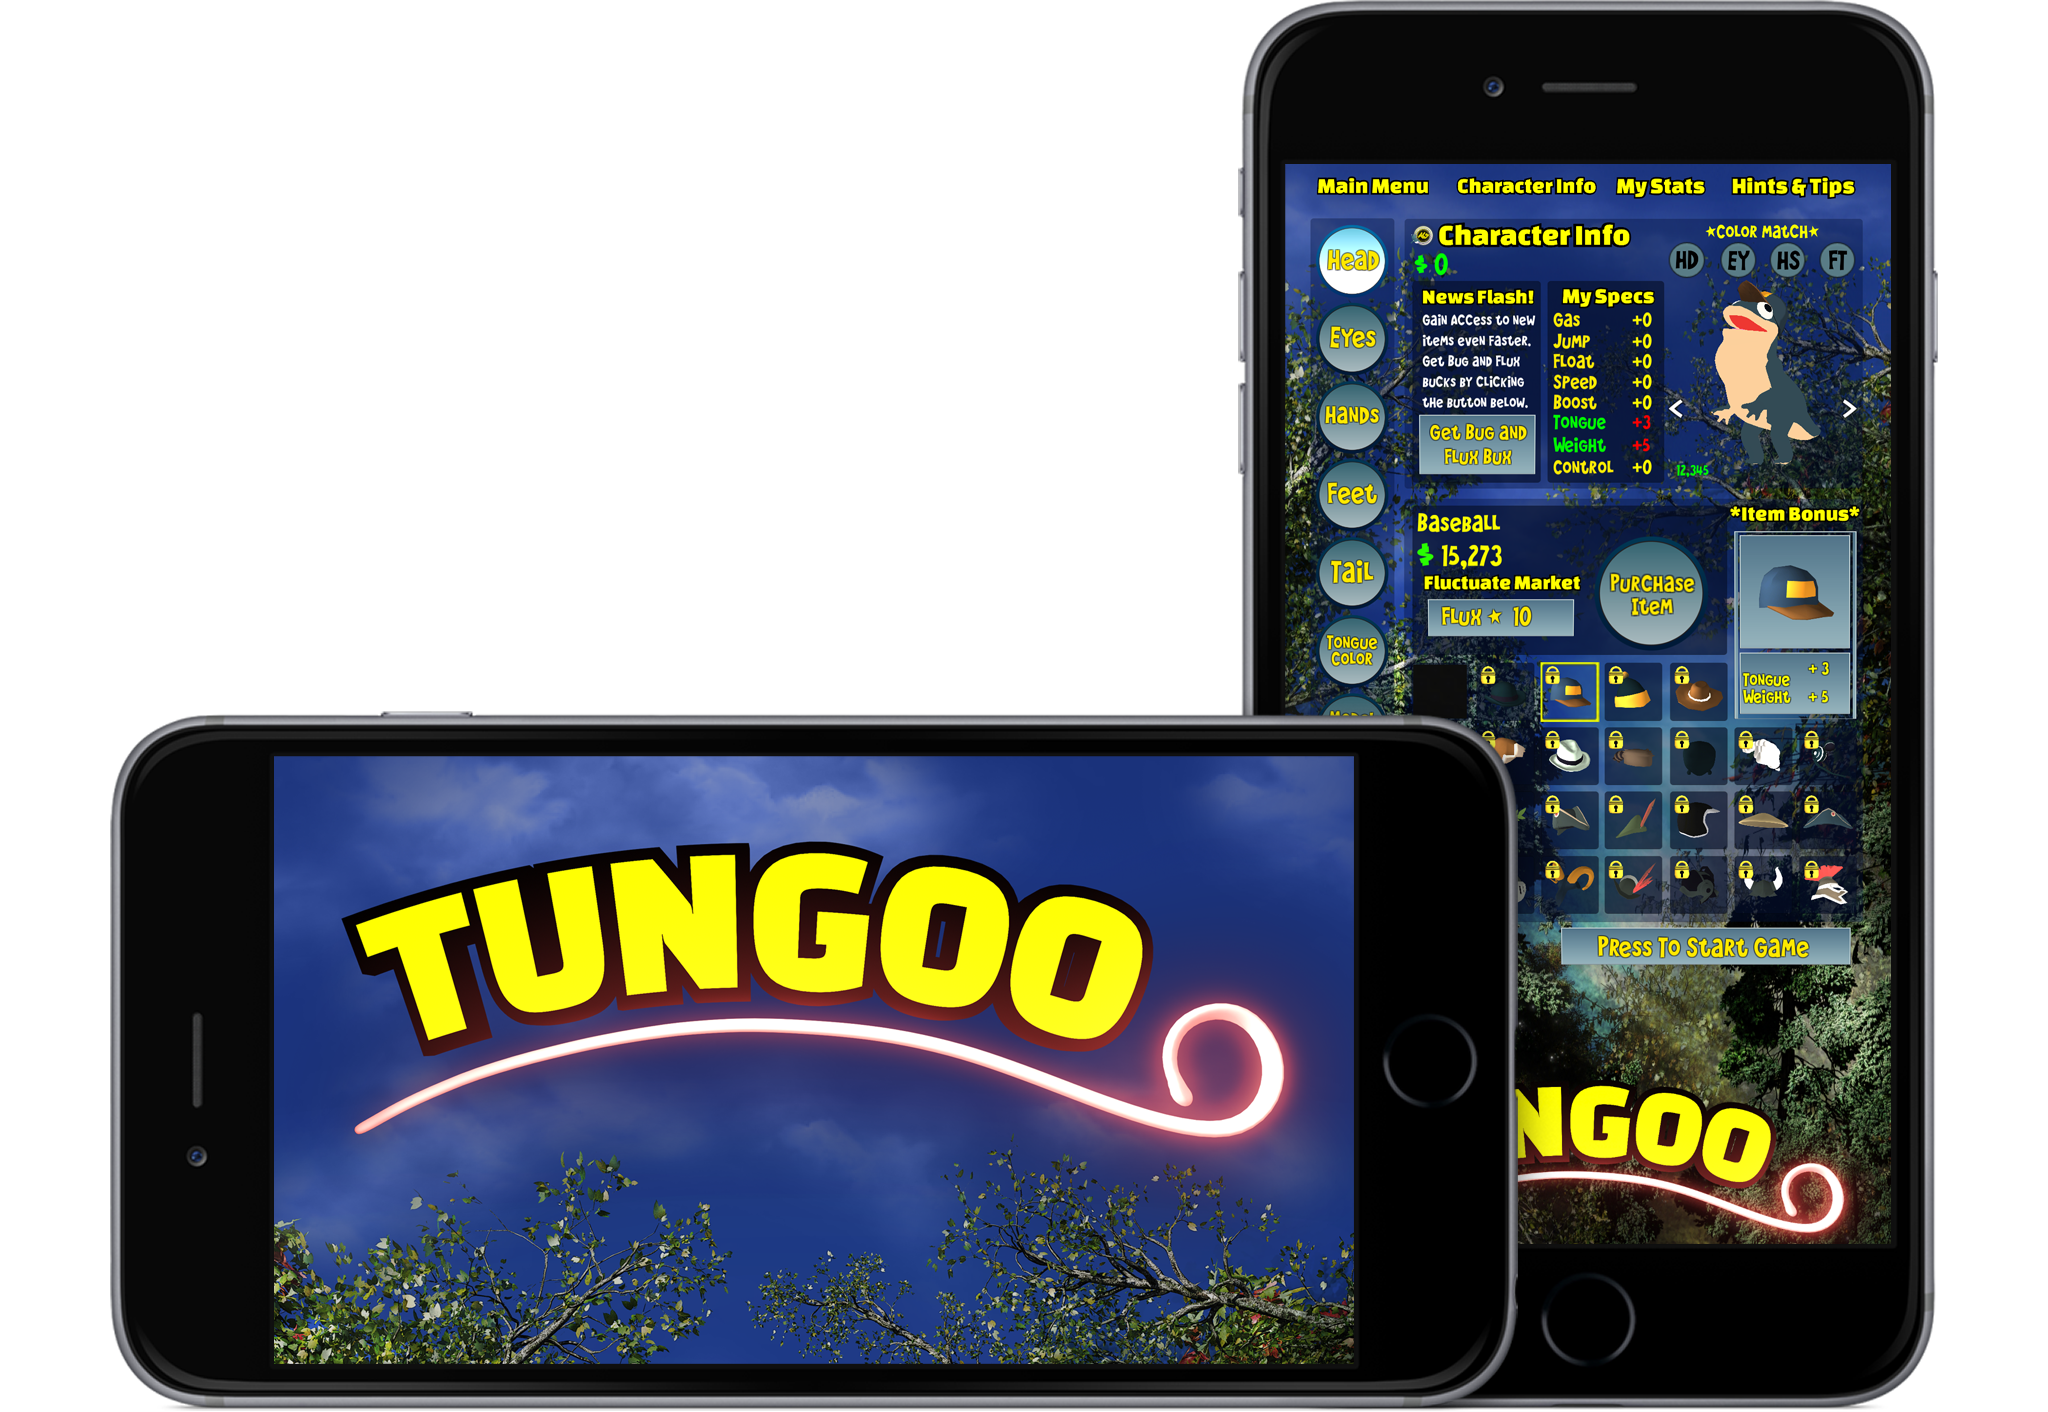 Main Menu Character Info My Stats Hints & Tips
Head
Eyes
Hands
Feet
Tail
Tongue
Color
Character Info
$ 0
★Color Match★
HD EY HS FT
News Flash!
Gain Access to New
items even Faster.
Get Bug and Flux
Bucks by Clicking
the Button Below.
Get Bug and
Flux Bux
My Specs
Gas +0
Jump +0
Float +0
Speed +0
Boost +0
Tongue +3
Weight +5
Control +0
12,345
Baseball
$ 15,273
Fluctuate Market
Flux ★ 10
Purchase
Item
*Item Bonus*
Tongue +3
Weight +5
Press To Start Game
NGOO
TUNGOO